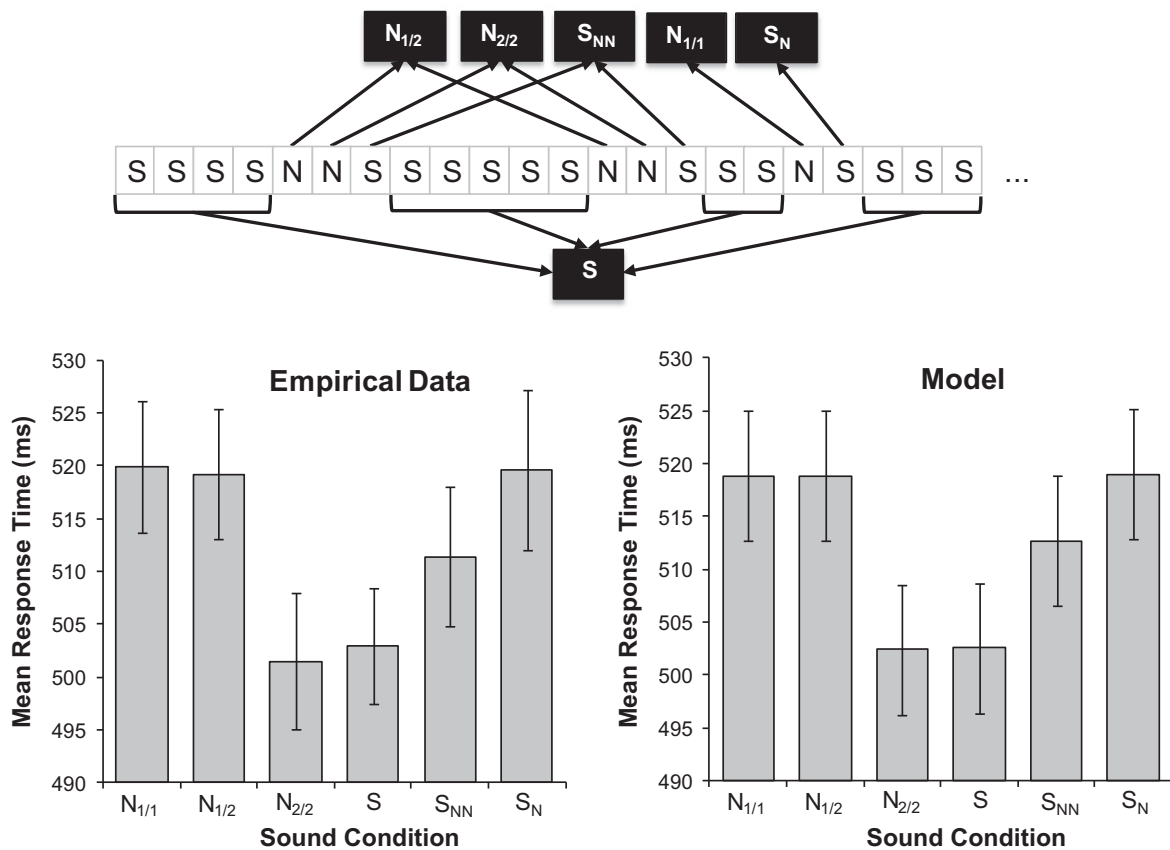 N1/2 N2/2 SNN N1/1 SN
S S S S N N S S S S S S N N S S S N S S S S ...
S
Empirical Data
530
525
520
515
510
505
500
495
490
Mean Response Time (ms)
N1/1 N1/2 N2/2 S SNN SN
Sound Condition
Model
530
525
520
515
510
505
500
495
490
Mean Response Time (ms)
N1/1 N1/2 N2/2 S SNN SN
Sound Condition